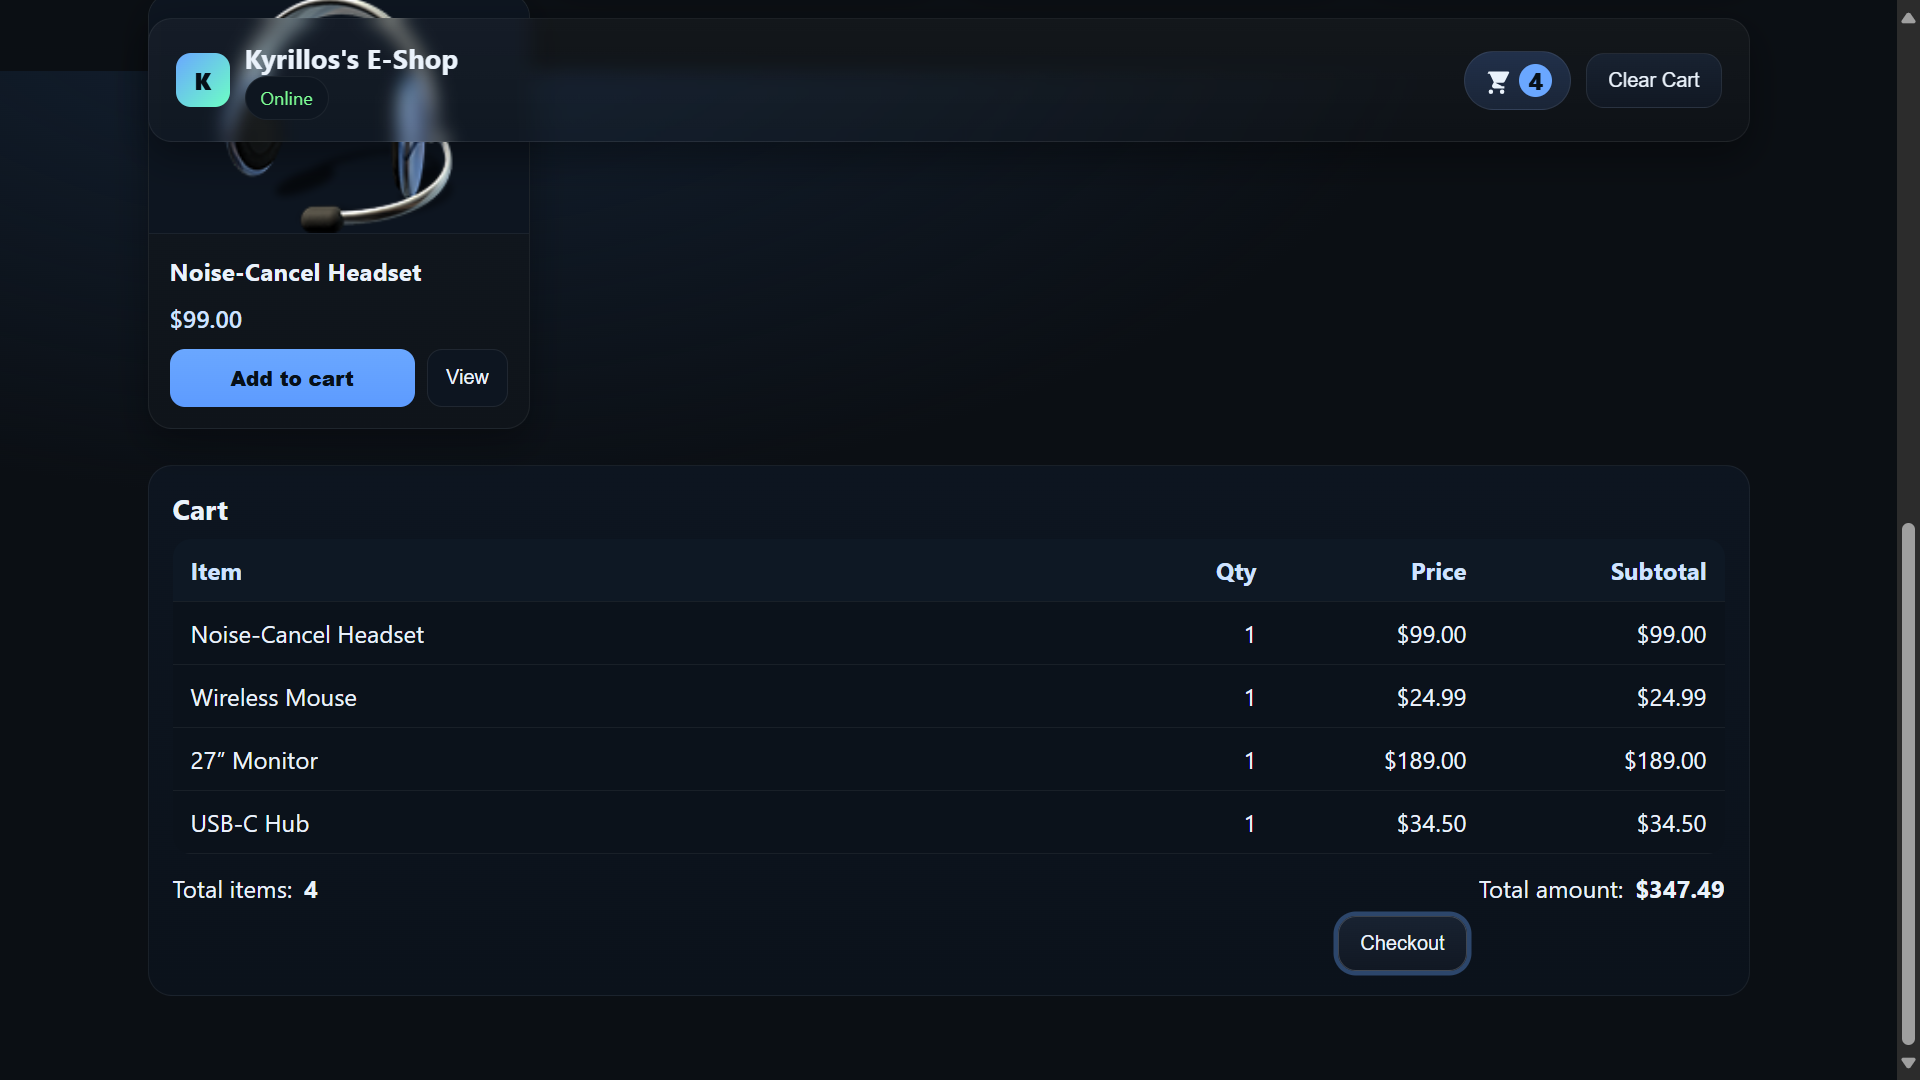 K
Kyrillos's E-Shop
Online
4
Clear Cart
Noise-Cancel Headset
$99.00
Add to cart
View
Cart
Item Qty Price Subtotal
Noise-Cancel Headset 1 $99.00 $99.00
Wireless Mouse 1 $24.99 $24.99
27″ Monitor 1 $189.00 $189.00
USB-C Hub 1 $34.50 $34.50
Total items: 4
Total amount: $347.49
Checkout